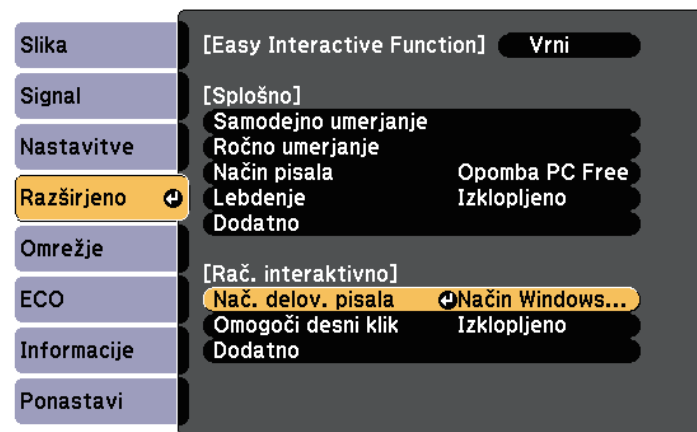 Slika
Signal
Nastavitve
Razširjeno
Omrežje
ECO
Informacije
Ponastavi
[Easy Interactive Function] Vrni
[Splošno]
Samodejno umerjanje
Ročno umerjanje
Način pisala Opomba PC Free
Lebdenje Izklopljeno
Dodatno
[Rač. interaktivno]
Nač. delov. pisala Način Windows...
Omogoči desni klik Izklopljeno
Dodatno